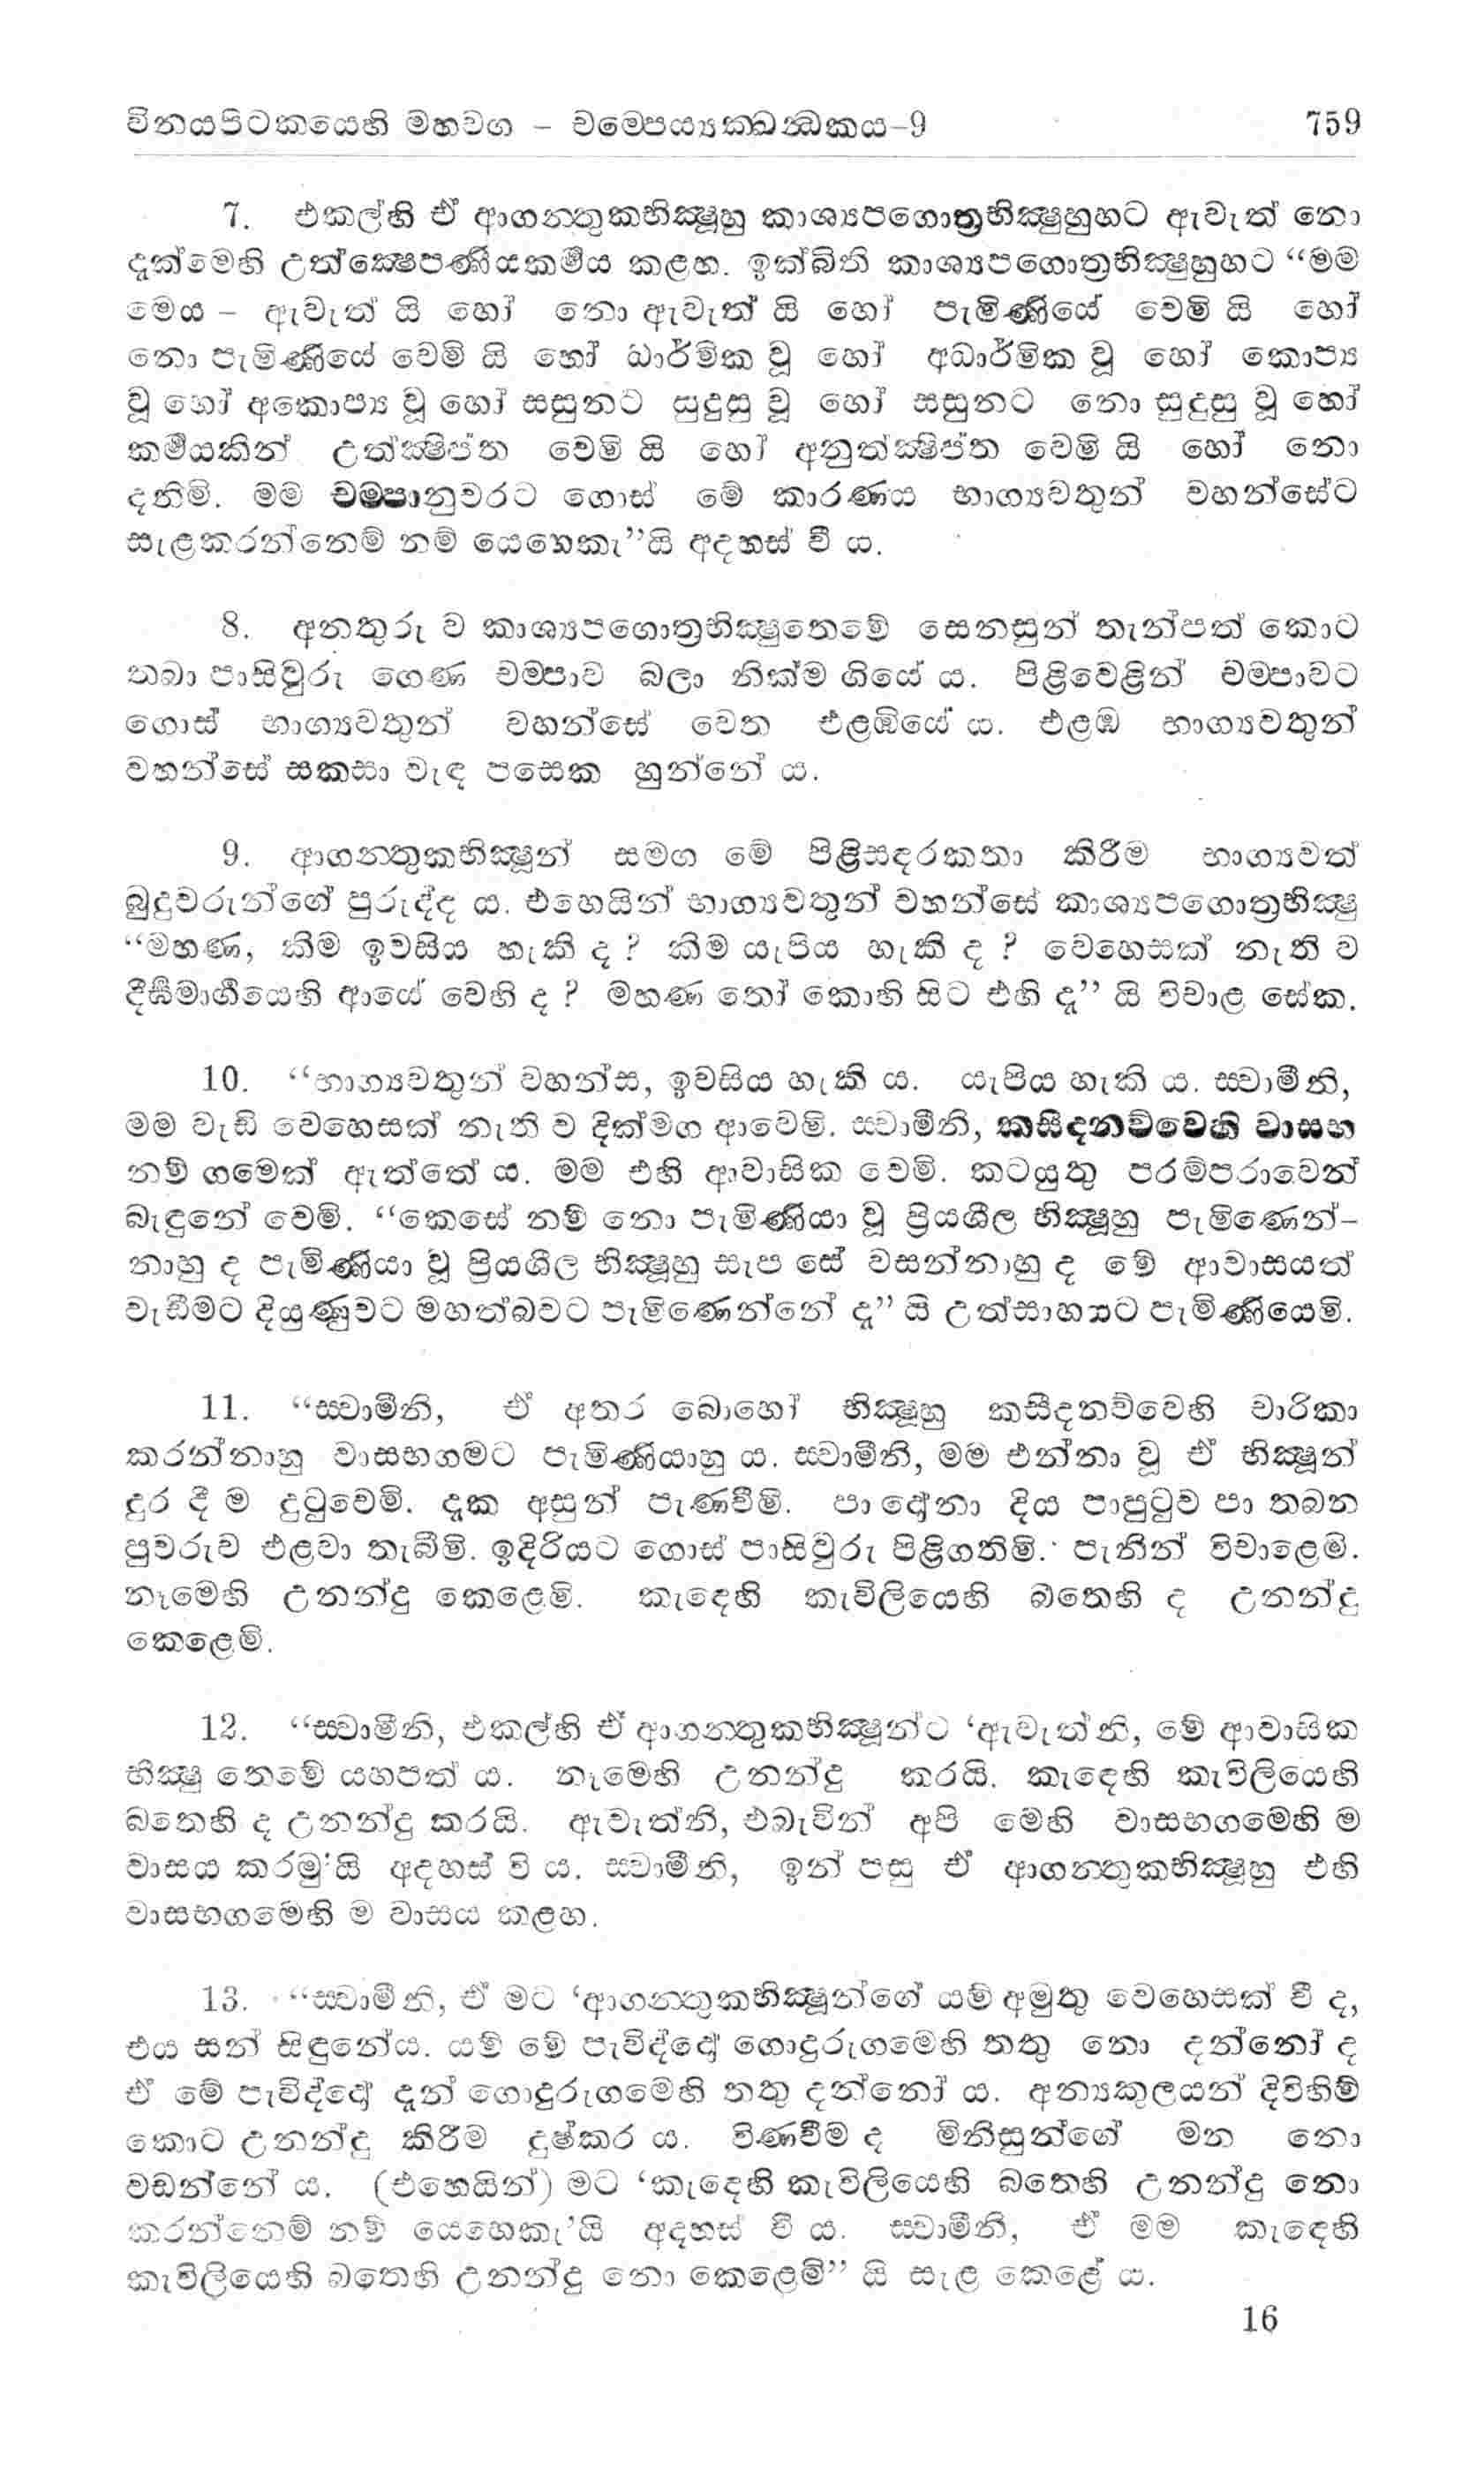 විනයපිටකයෙහි මහවග – චම්පෙය්‍යක්ඛන්ධකය–9 759
7. එකල්හි ඒ ආගන්තුකභික්‍ෂූහු කාශ්‍යපගොත්‍රභික්‍ෂුහුහට ඇවැත් නො
දැක්මෙහි උත්ක්‍ෂෙපණීයකර්‍මය කළහ. ඉක්බිති කාශ්‍යපගොත්‍රභික්‍ෂුහුහට “මම
මෙය – ඇවැත් යි හෝ නො ඇවැත් යි හෝ පැමිණියේ වෙමි යි හෝ
නො පැමිණියේ වෙමි යි හෝ ධාර්මික වූ හෝ අධාර්මික වූ හෝ කොප්‍ය
වූ හෝ අකොප්‍ය වූ හෝ සසුනට සුදුසු වූ හෝ සසුනට නො සුදුසු වූ හෝ
කර්‍මයකින් උත්ක්‍ෂිප්ත වෙමි යි හෝ අනුත්ක්‍ෂිප්ත වෙමි යි හෝ නො
දනිමි. මම චම්පානුවරට ගොස් මේ කාරණය භාග්‍යවතුන් වහන්සේට
සැළකරන්නෙම් නම් යෙහෙකැ”යි අදහස් වී ය.
8. අනතුරු ව කාශ්‍යපගොත්‍රභික්‍ෂුතෙමේ සෙනසුන් තැන්පත් කොට
තබා පාසිවුරු ගෙණ චම්පාව බලා නික්ම ගියේ ය. පිළිවෙළින් චම්පාවට
ගොස් භාග්‍යවතුන් වහන්සේ වෙත එළඹියේ ය. එළඹ භාග්‍යවතුන්
වහන්සේ සකසා වැඳ පසෙක හුන්නේ ය.
9. ආගන්තුකභික්‍ෂූන් සමග මේ පිළිසඳරකතා කිරීම භාග්‍යවත්
බුදුවරුන්ගේ පුරුද්ද ය. එහෙයින් භාග්‍යවතුන් වහන්සේ කාශ්‍යපගොත්‍රභික්‍ෂු
“මහණ, කිම ඉවසිය හැකි ද ? කිම යැපිය හැකි ද ? වෙහෙසක් නැති ව
දීර්‍ඝමාර්‍ගයෙහි ආයේ වෙහි ද ? මහණ තෝ කොහි සිට එහි ද” යි විචාළ සේක.
10. “භාග්‍යවතුන් වහන්ස, ඉවසිය හැකි ය. යැපිය හැකි ය. ස්වාමීනි,
මම වැඩි වෙහෙසක් නැති ව දික්මග ආවෙමි. ස්වාමීනි, කසීදනව්වෙහි වාසභ
නම් ගමෙක් ඇත්තේ ය. මම එහි ආවාසික වෙමි. කටයුතු පරම්පරාවෙන්
බැඳුනේ වෙමි. “කෙසේ නම් නො පැමිණියා වූ ප්‍රියශීල භික්‍ෂූහු පැමිණෙන්-
නාහු ද පැමිණියා වූ ප්‍රියශීල භික්‍ෂූහු සැප සේ වසන්නාහු ද මේ ආවාසයත්
වැඩීමට දියුණුවට මහත්බවට පැමිණෙන්නේ ද” යි උත්සාහයට පැමිණියෙමි.
11. “ස්වාමීනි, ඒ අතර බොහෝ භික්‍ෂූහු කසීදනව්වෙහි චාරිකා
කරන්නාහු වාසභගමට පැමිණියාහු ය. ස්වාමීනි, මම එන්නා වූ ඒ භික්‍ෂූන්
දුර දී ම දුටුවෙමි. දැක අසුන් පැණවීමි. පා දෝනා දිය පාපුටුව පා තබන
පුවරුව එළවා තැබීමි. ඉදිරියට ගොස් පාසිවුරු පිළිගතිමි. පැනින් විචාළෙමි.
නෑමෙහි උනන්දු කෙළෙමි. කැඳෙහි කැවිලියෙහි බතෙහි ද උනන්දු
කෙළෙමි.
12. “ස්වාමීනි, එකල්හි ඒ ආගන්තුකභික්‍ෂූන්ට ‘ඇවැත්නි, මේ ආවාසික
භික්‍ෂු තෙමේ යහපත් ය. නෑමෙහි උනන්දු කරයි. කැඳෙහි කැවිලියෙහි
බතෙහි ද උනන්දු කරයි. ඇවැත්නි, එබැවින් අපි මෙහි වාසභගමෙහි ම
වාසය කරමු’යි අදහස් වි ය. ස්වාමීනි, ඉන් පසු ඒ ආගන්තුකභික්‍ෂූහු එහි
වාසභගමෙහි ම වාසය කළහ.
13. “ස්වාමීනි, ඒ මට ‘ආගන්තුකභික්‍ෂූන්ගේ යම් අමුතු වෙහෙසක් වී ද,
එය සන් සිඳුනේය. යම් මේ පැවිද්දෝ ගොදුරුගමෙහි තතු නො දන්නෝ ද
ඒ මේ පැවිද්දෝ දැන් ගොදුරුගමෙහි තතු දන්නෝ ය. අන්‍යකුලයන් දිවිහිම්
කොට උනන්දු කිරීම දුෂ්කර ය. විණවීම ද මිනිසුන්ගේ මන නො
වඩන්නේ ය. (එහෙයින්) මට ‘කැඳෙහි කැවිලියෙහි බතෙහි උනන්දු නො
කරන්නෙම් නම් යෙහෙකැ’යි අදහස් වි ය. ස්වාමීනි, ඒ මම කැඳෙහි
කැවිලියෙහි බතෙහි උනන්දු නො කෙළෙමි” යි සැළ කෙළේ ය.
16